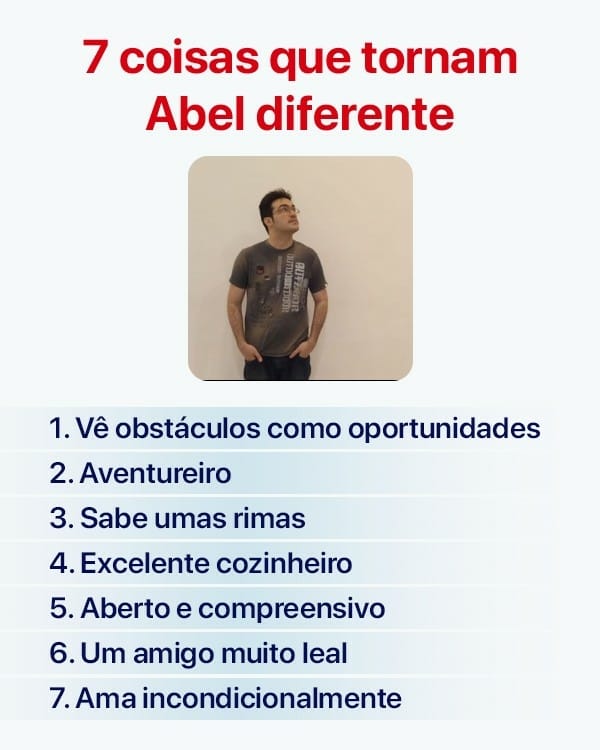 7 coisas que tornam
Abel diferente
1. Vê obstáculos como oportunidades
2. Aventureiro
3. Sabe umas rimas
4. Excelente cozinheiro
5. Aberto e compreensivo
6. Um amigo muito leal
7. Ama incondicionalmente